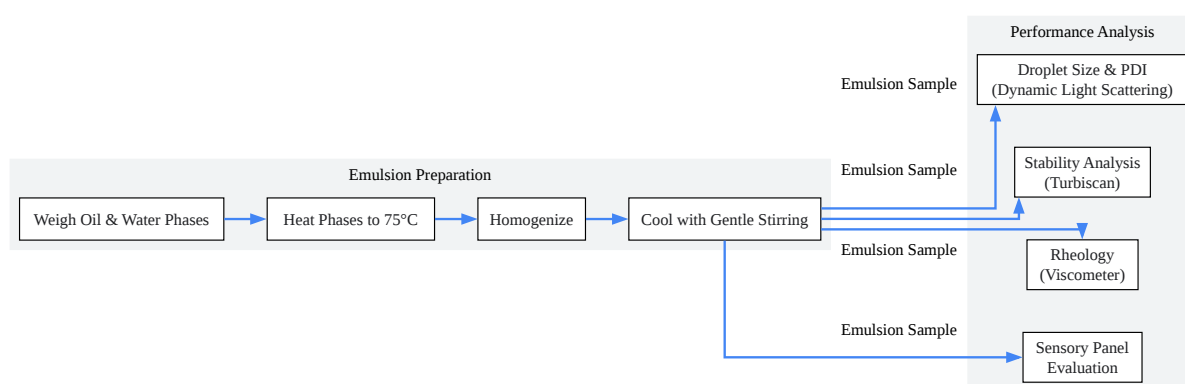 Performance Analysis
Droplet Size & PDI
(Dynamic Light Scattering)
Emulsion Sample
Emulsion Sample
Stability Analysis
(Turbiscan)
Emulsion Preparation
Weigh Oil & Water Phases
Heat Phases to 75°C
Homogenize
Cool with Gentle Stirring
Emulsion Sample
Rheology
(Viscometer)
Emulsion Sample
Sensory Panel
Evaluation